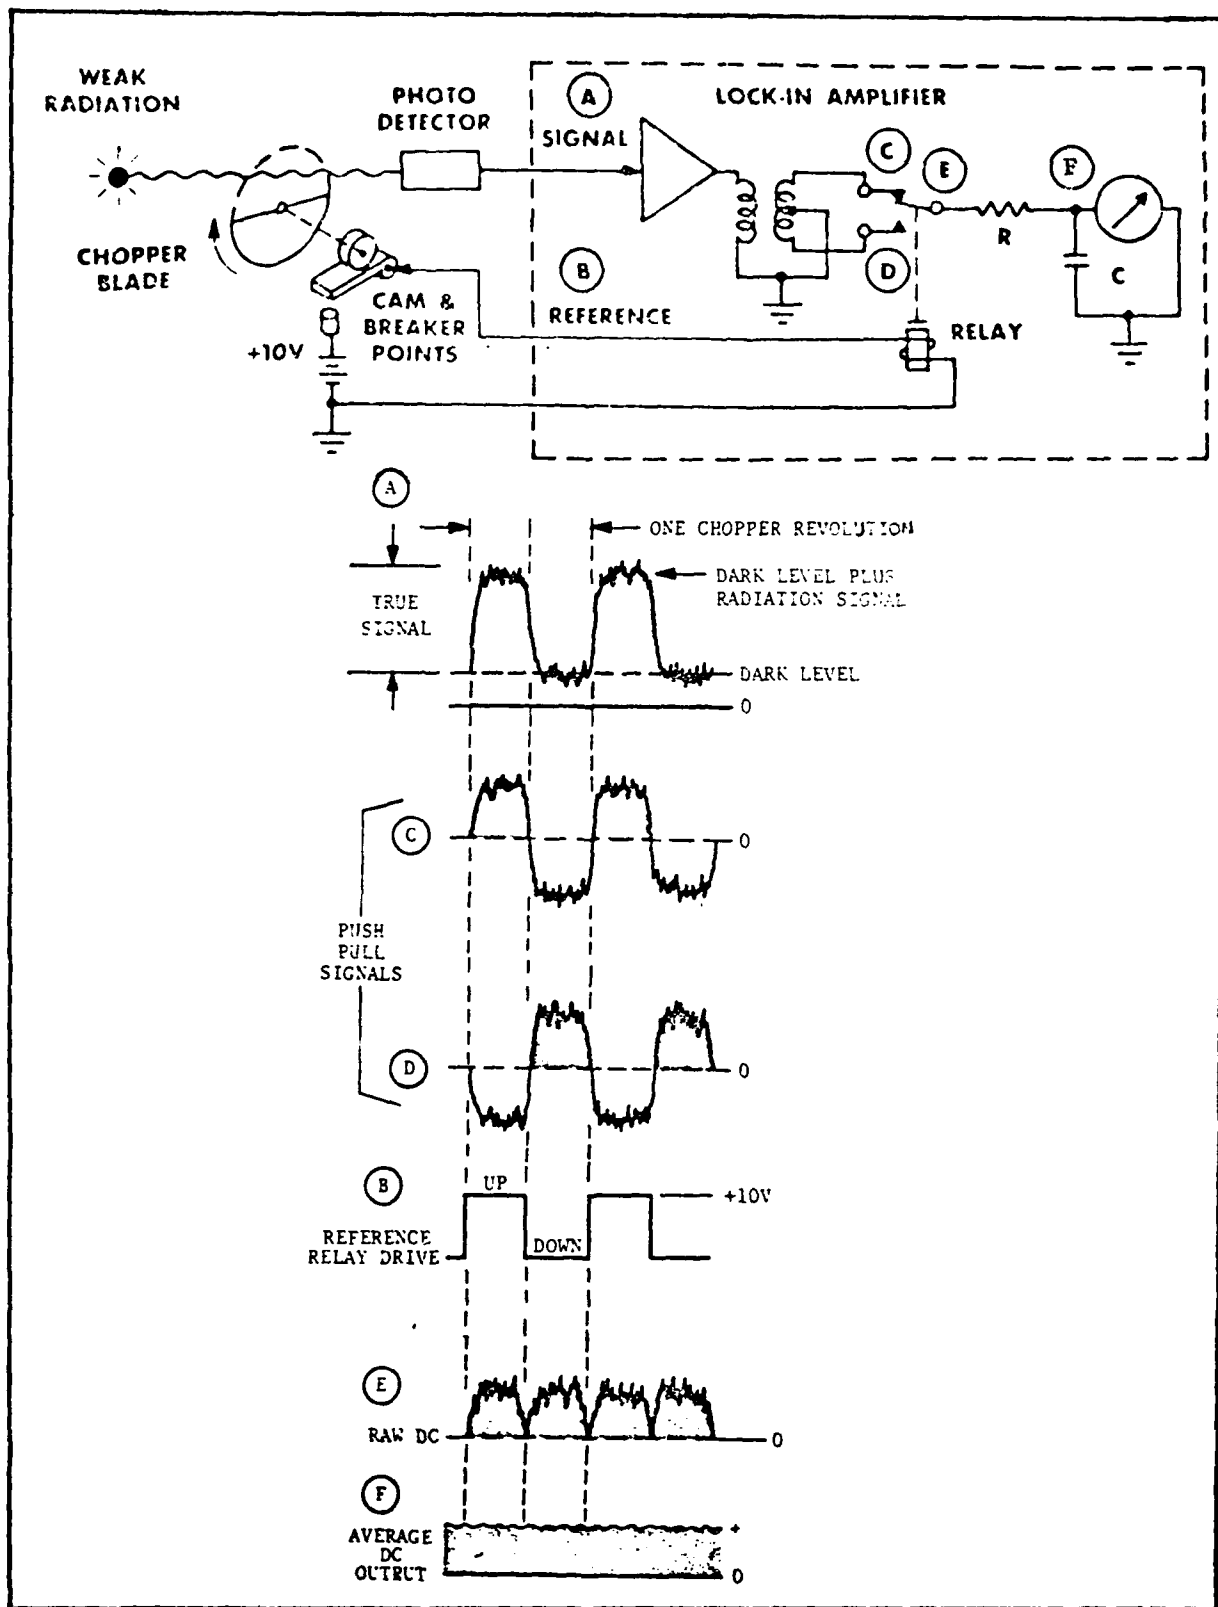 WEAK
RADIATION
PHOTO
DETECTOR
A
SIGNAL
LOCK-IN AMPLIFIER
C
E
F
R
CHOPPER
BLADE
B
REFERENCE
D
C
CAM &
BREAKER
POINTS
+10V
RELAY
A
ONE CHOPPER REVOLUTION
TRUE
SIGNAL
DARK LEVEL PLUS
RADIATION SIGNAL
DARK LEVEL
0
C
0
PUSH
PULL
SIGNALS
D
0
B
UP
+10V
REFERENCE
RELAY DRIVE
DOWN
E
RAW DC
0
F
AVERAGE
DC
OUTPUT
+
0